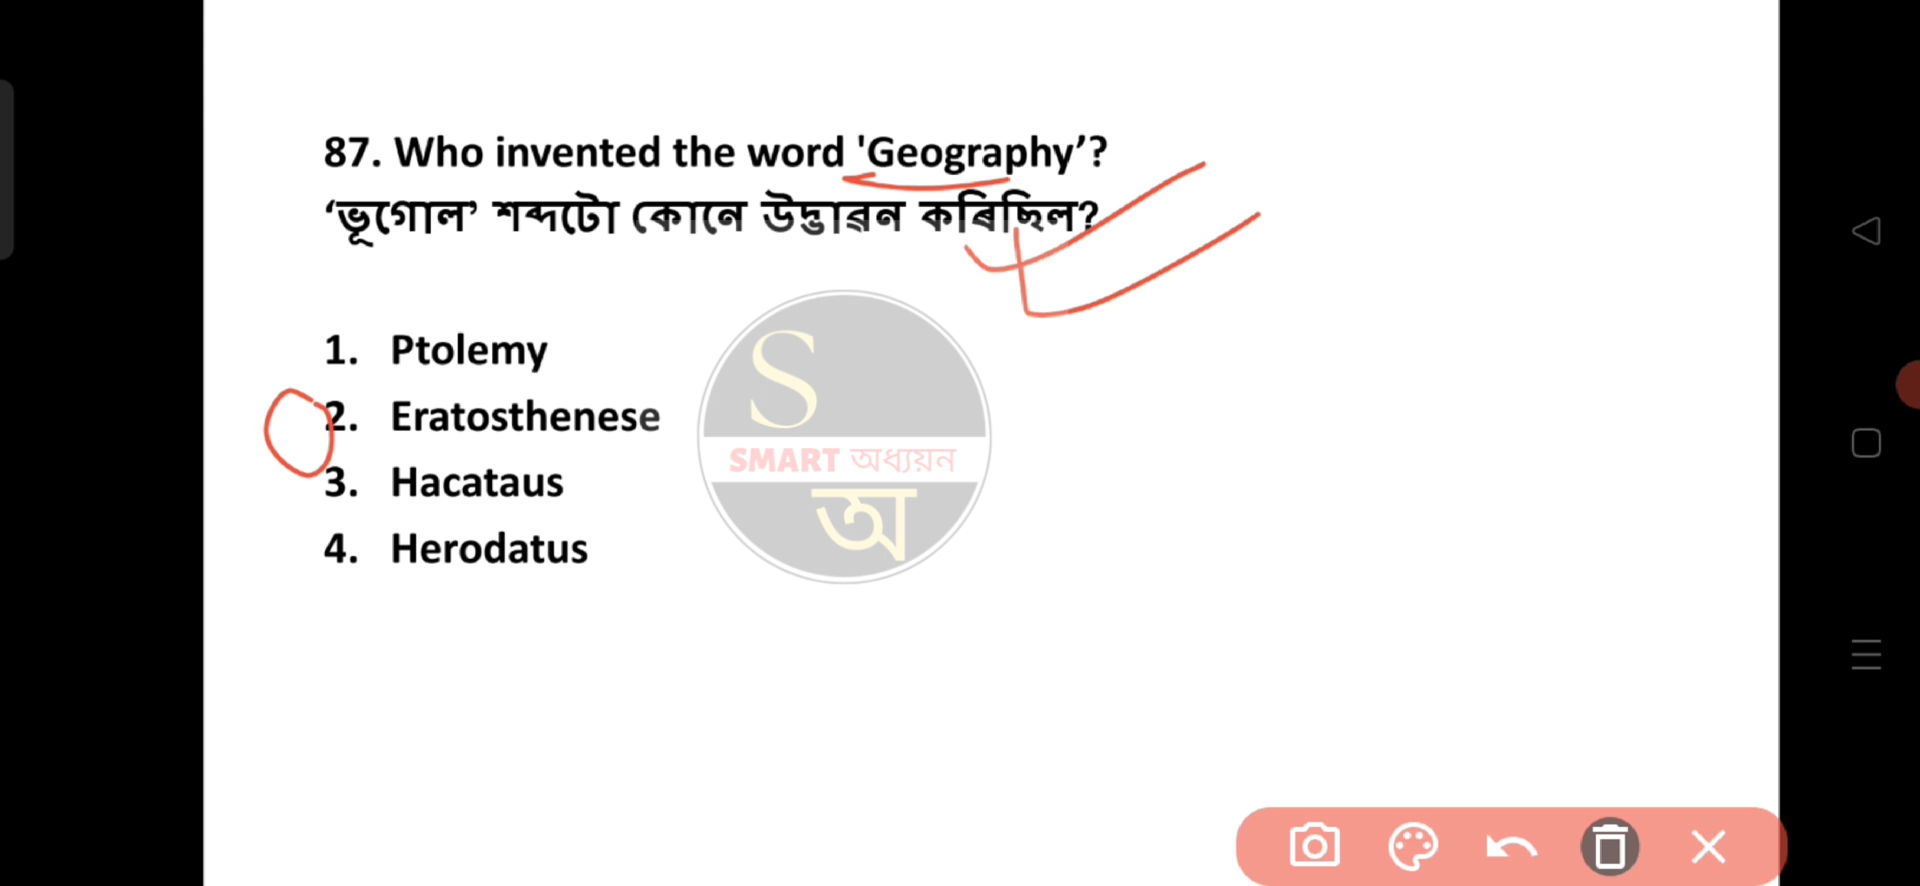 87. Who invented the word 'Geography’?
‘ভূগোল’ শব্দটো কোনে উদ্ভাৱন কৰিছিল?
1. Ptolemy
2. Eratosthenese
3. Hacataus
4. Herodatus
S
SMART অধ্যয়ন
অ